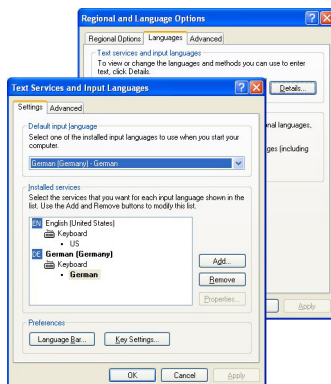 Regional and Language Options
Regional Options
Languages
Advanced
Text services and input languages
To view or change the languages and methods you can use to enter
text, click Details.
Details...
nal languages.
ges (including
Apply
Text Services and Input Languages
Settings
Advanced
Default input language
Select one of the installed input languages to use when you start your
computer.
German (Germany) - German
Installed services
Select the services that you want for each input language shown in the
list. Use the Add and Remove buttons to modify this list.
EN English (United States)
Keyboard
• US
DE German (Germany)
Keyboard
• German
Add...
Remove
Properties...
Preferences
Language Bar...
Key Settings...
OK
Cancel
Apply